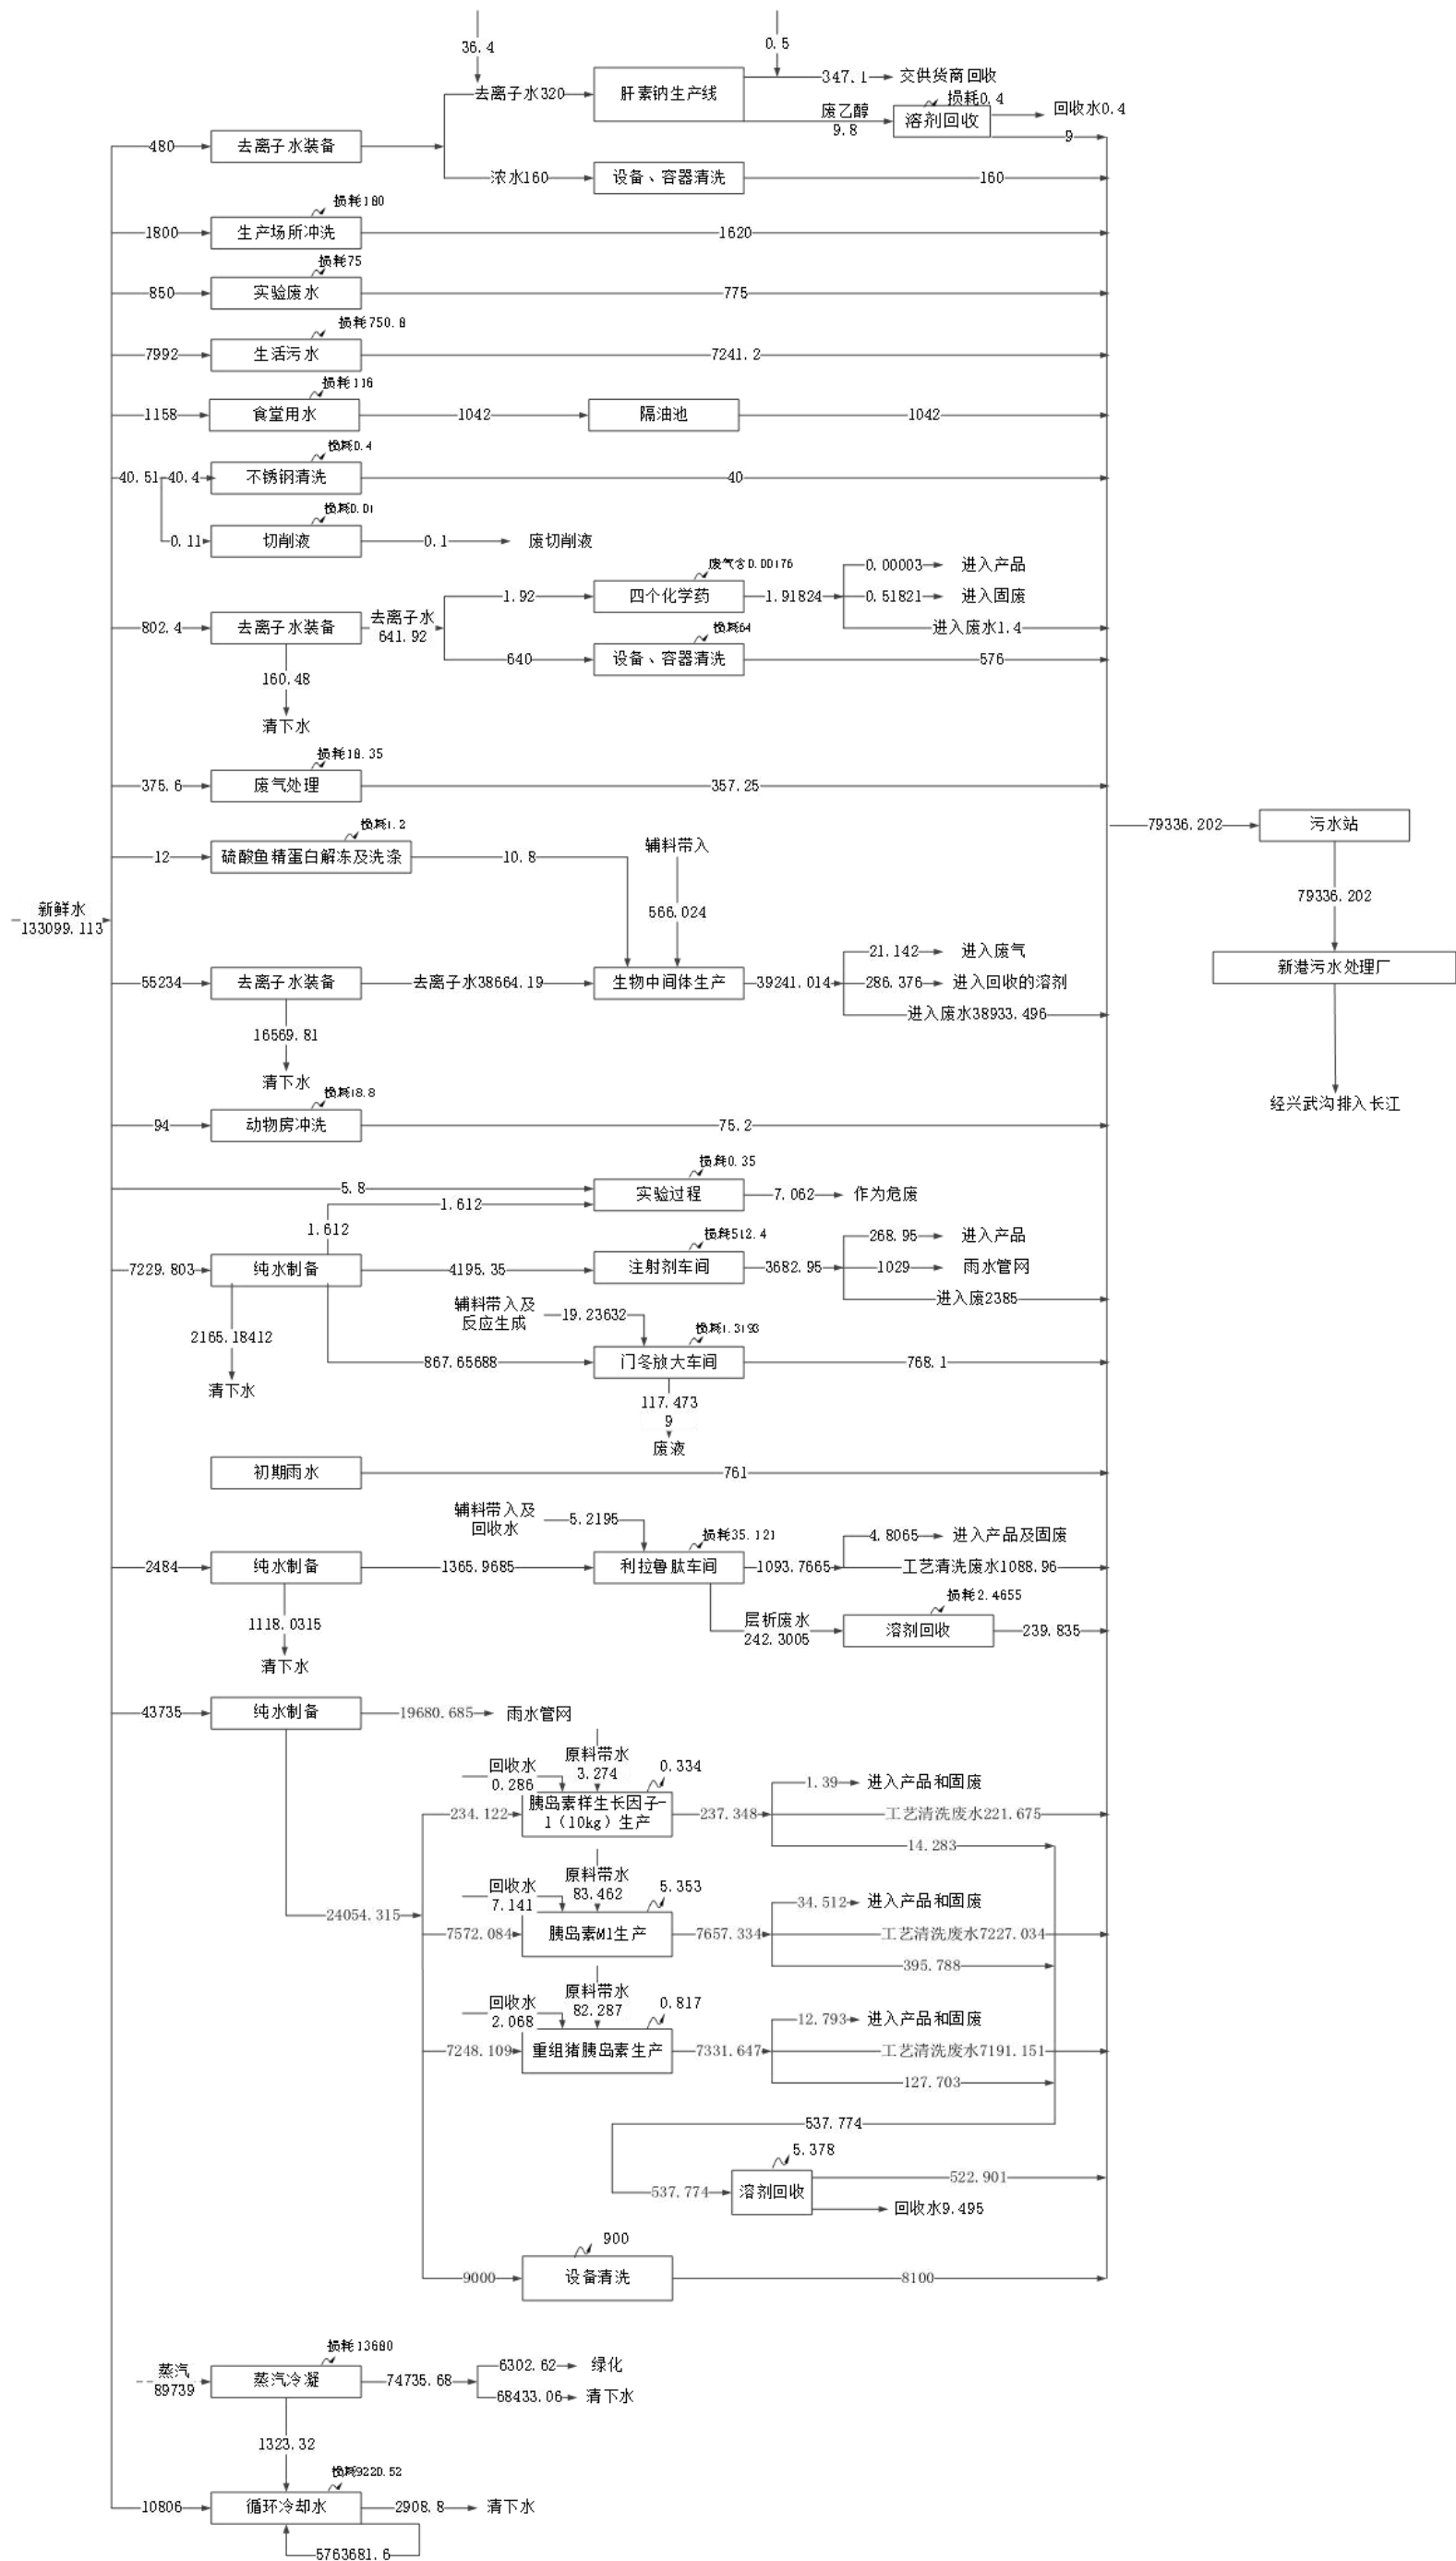 36.4
0.5
去离子水320
肝素钠生产线
347.1
交供货商回收
废乙醇
9.8
损耗0.4
溶剂回收
回收水0.4
9
480
去离子水装备
浓水160
设备、容器清洗
160
损耗180
1800
生产场所冲洗
1620
损耗75
850
实验废水
775
损耗750.8
7992
生活污水
7241.2
损耗116
1158
食堂用水
1042
隔油池
1042
损耗0.4
40.51
40.4
不锈钢清洗
40
损耗0.01
0.11
切削液
0.1
废切削液
废气含0.00176
0.00003
进入产品
1.92
四个化学药
1.91824
0.51821
进入固废
802.4
去离子水装备
去离子水
641.92
进入废水1.4
损耗64
640
设备、容器清洗
576
160.48
清下水
损耗18.35
375.6
废气处理
357.25
79336.202
污水站
损耗1.2
12
硫酸鱼精蛋白解冻及洗涤
10.8
辅料带入
566.024
79336.202
新鲜水
133099.113
21.142
进入废气
新港污水处理厂
55234
去离子水装备
去离子水38664.19
生物中间体生产
39241.014
286.376
进入回收的溶剂
进入废水38933.496
16569.81
清下水
经兴武沟排入长江
损耗18.8
94
动物房冲洗
75.2
损耗0.35
5.8
实验过程
7.062
作为危废
1.612
1.612
损耗512.4
268.95
进入产品
7229.803
纯水制备
4195.35
注射剂车间
3682.95
1029
雨水管网
进入废2385
辅料带入及
反应生成
19.23632
2165.18412
损耗1.3193
867.65688
门冬放大车间
768.1
清下水
117.473
9
废液
初期雨水
761
辅料带入及
回收水
5.2195
损耗35.121
4.8065
进入产品及固废
2484
纯水制备
1365.9685
利拉鲁肽车间
1093.7665
工艺清洗废水1088.96
损耗2.4655
1118.0315
层析废水
242.3005
溶剂回收
239.835
清下水
43735
纯水制备
19680.685
雨水管网
原料带水
3.274
回收水
0.286
0.334
1.39
进入产品和固废
234.122
胰岛素样生长因子-
1（10kg）生产
237.348
工艺清洗废水221.675
14.283
原料带水
83.462
回收水
7.141
5.353
34.512
进入产品和固废
24054.315
7572.084
胰岛素M1生产
7657.334
工艺清洗废水7227.034
395.788
原料带水
82.287
回收水
2.068
0.817
12.793
进入产品和固废
7248.109
重组猪胰岛素生产
7331.647
工艺清洗废水7191.151
127.703
537.774
5.378
537.774
溶剂回收
522.901
回收水9.495
900
9000
设备清洗
8100
损耗13680
蒸汽
89739
蒸汽冷凝
74735.68
6302.62
绿化
68433.06
清下水
1323.32
损耗9220.52
10806
循环冷却水
2908.8
清下水
5763681.6